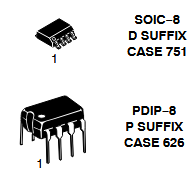 SOIC−8
D SUFFIX
CASE 751
1
PDIP−8
P SUFFIX
CASE 626
1